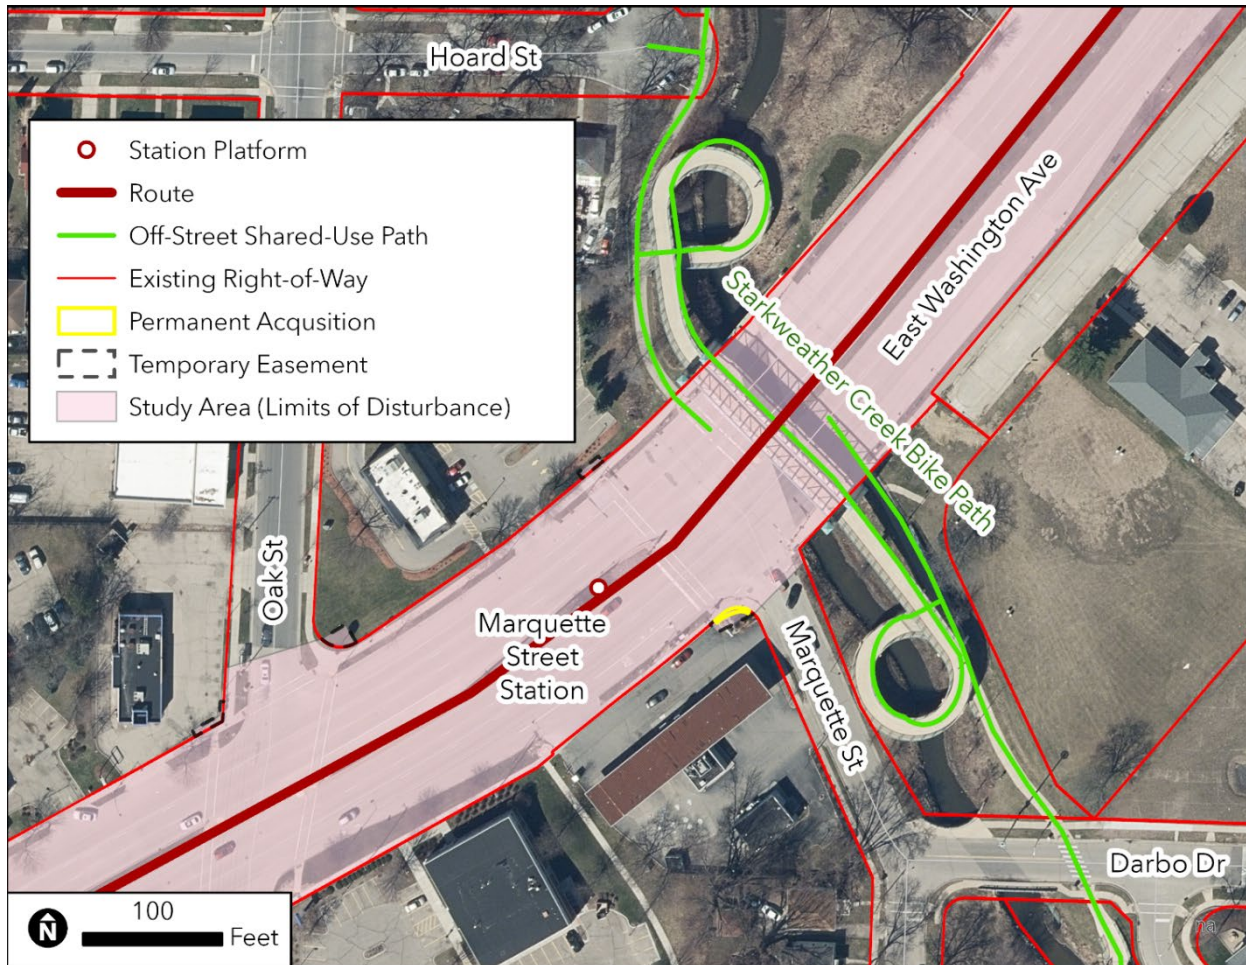 Hoard St
Station Platform
Route
Off-Street Shared-Use Path
Existing Right-of-Way
Permanent Acqusition
Temporary Easement
Study Area (Limits of Disturbance)
East Washington Ave
Starkweather Creek Bike Path
Oak St
Marquette
Street
Station
Marquette St
Darbo Dr
N
100
Feet